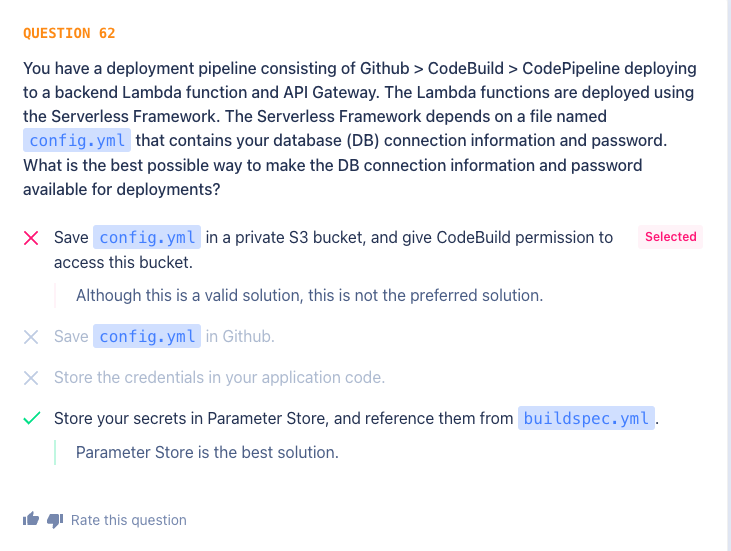 QUESTION 62
You have a deployment pipeline consisting of Github > CodeBuild > CodePipeline deploying
to a backend Lambda function and API Gateway. The Lambda functions are deployed using
the Serverless Framework. The Serverless Framework depends on a file named
config.yml that contains your database (DB) connection information and password.
What is the best possible way to make the DB connection information and password
available for deployments?
Save config.yml in a private S3 bucket, and give CodeBuild permission to
access this bucket.
Selected
Although this is a valid solution, this is not the preferred solution.
Save config.yml in Github.
Store the credentials in your application code.
Store your secrets in Parameter Store, and reference them from buildspec.yml.
Parameter Store is the best solution.
Rate this question